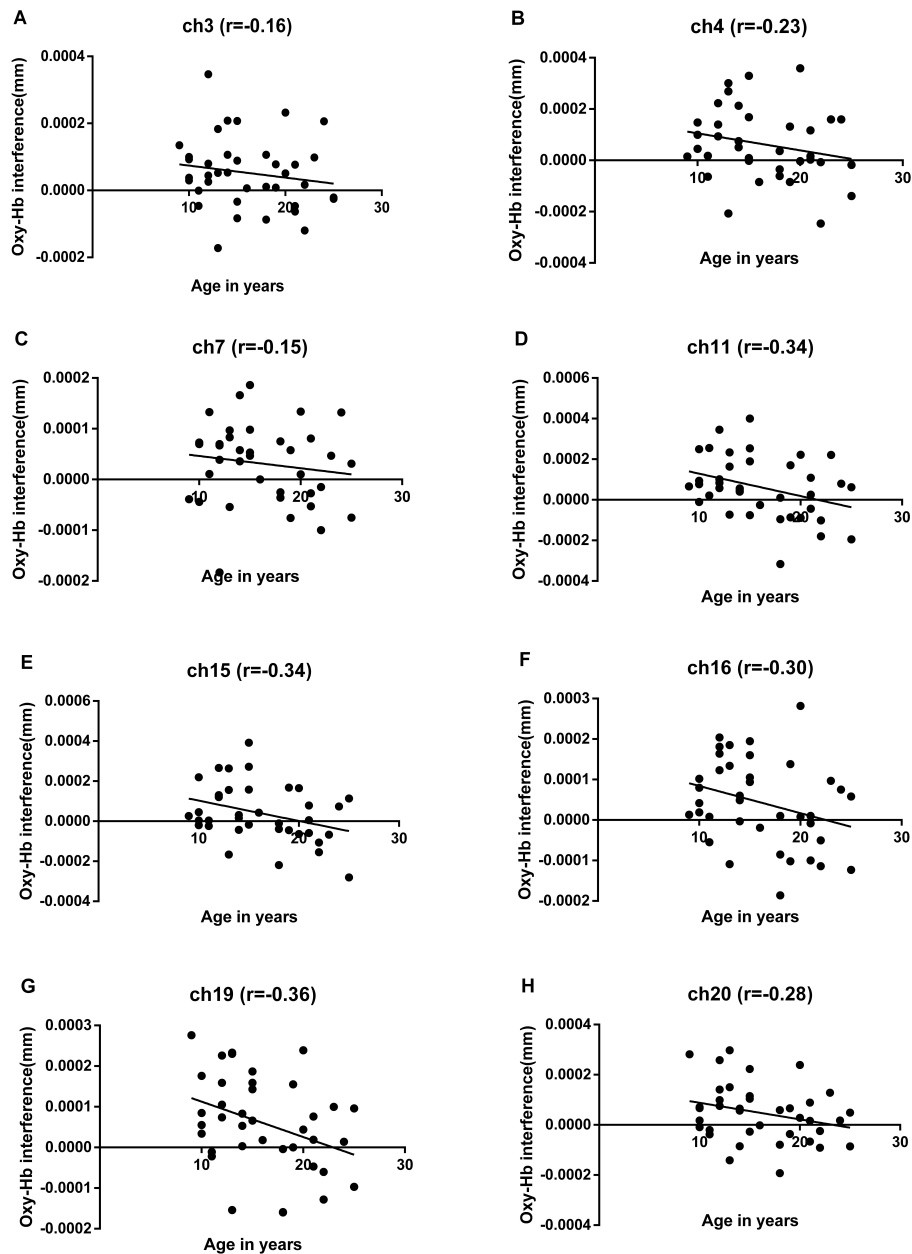 A
ch3 (r=-0.16)
Oxy-Hb interference(mm)
0.0004
0.0002
0.0000
-0.0002
10
20
30
Age in years
B
ch4 (r=-0.23)
Oxy-Hb interference(mm)
0.0004
0.0002
0.0000
-0.0002
-0.0004
10
20
30
Age in years
C
ch7 (r=-0.15)
Oxy-Hb interference(mm)
0.0002
0.0001
0.0000
-0.0001
-0.0002
10
20
30
Age in years
D
ch11 (r=-0.34)
Oxy-Hb interference(mm)
0.0006
0.0004
0.0002
0.0000
-0.0002
-0.0004
10
20
30
Age in years
E
ch15 (r=-0.34)
Oxy-Hb interference(mm)
0.0006
0.0004
0.0002
0.0000
-0.0002
-0.0004
10
20
30
Age in years
F
ch16 (r=-0.30)
Oxy-Hb interference(mm)
0.0003
0.0002
0.0001
0.0000
-0.0001
-0.0002
10
20
30
Age in years
G
ch19 (r=-0.36)
Oxy-Hb interference(mm)
0.0003
0.0002
0.0001
0.0000
-0.0001
-0.0002
10
20
30
Age in years
H
ch20 (r=-0.28)
Oxy-Hb interference(mm)
0.0004
0.0002
0.0000
-0.0002
-0.0004
10
20
30
Age in years